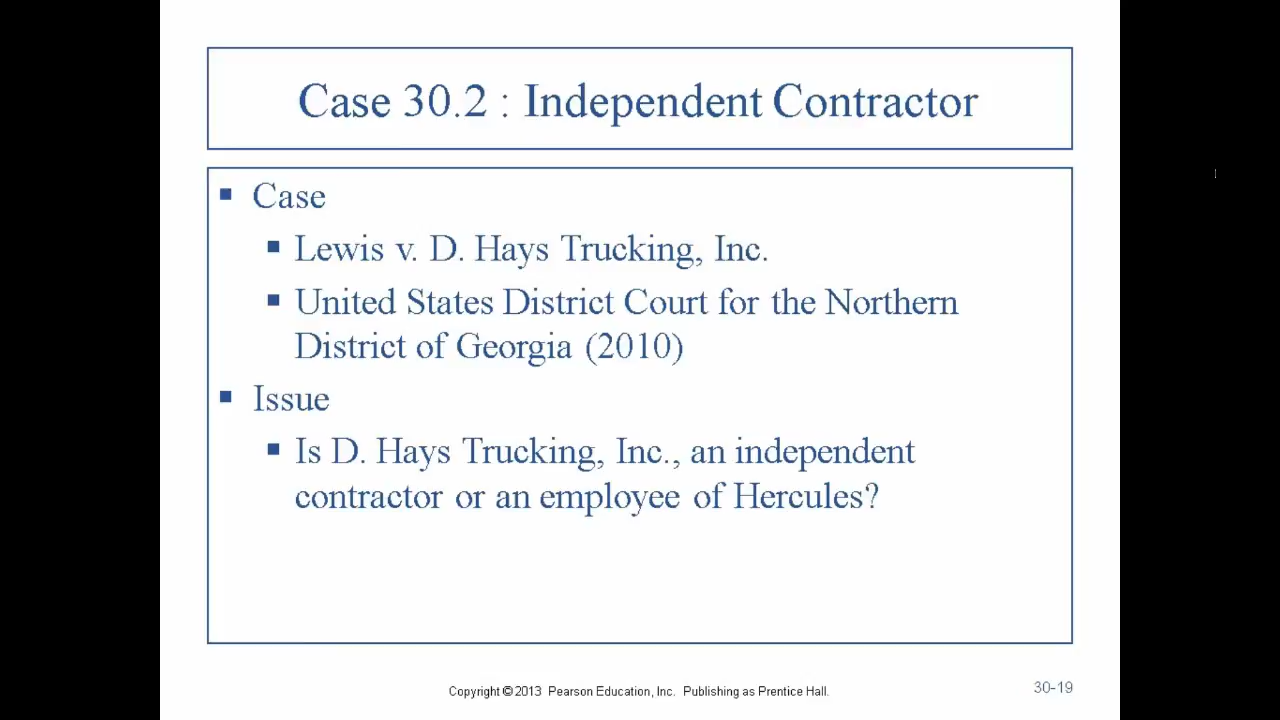 Case 30.2 : Independent Contractor
Case
Lewis v. D. Hays Trucking, Inc.
United States District Court for the Northern
District of Georgia (2010)
Issue
Is D. Hays Trucking, Inc., an independent
contractor or an employee of Hercules?
Copyright © 2013 Pearson Education, Inc. Publishing as Prentice Hall.
30-19